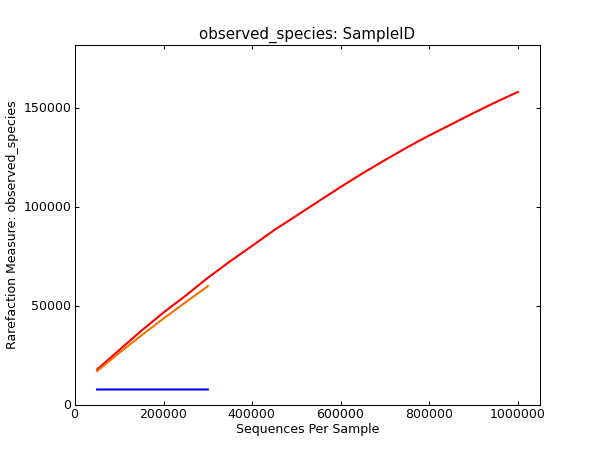 observed_species: SampleID
Rarefaction Measure: observed_species
150000
100000
50000
0
0 200000 400000 600000 800000 1000000
Sequences Per Sample